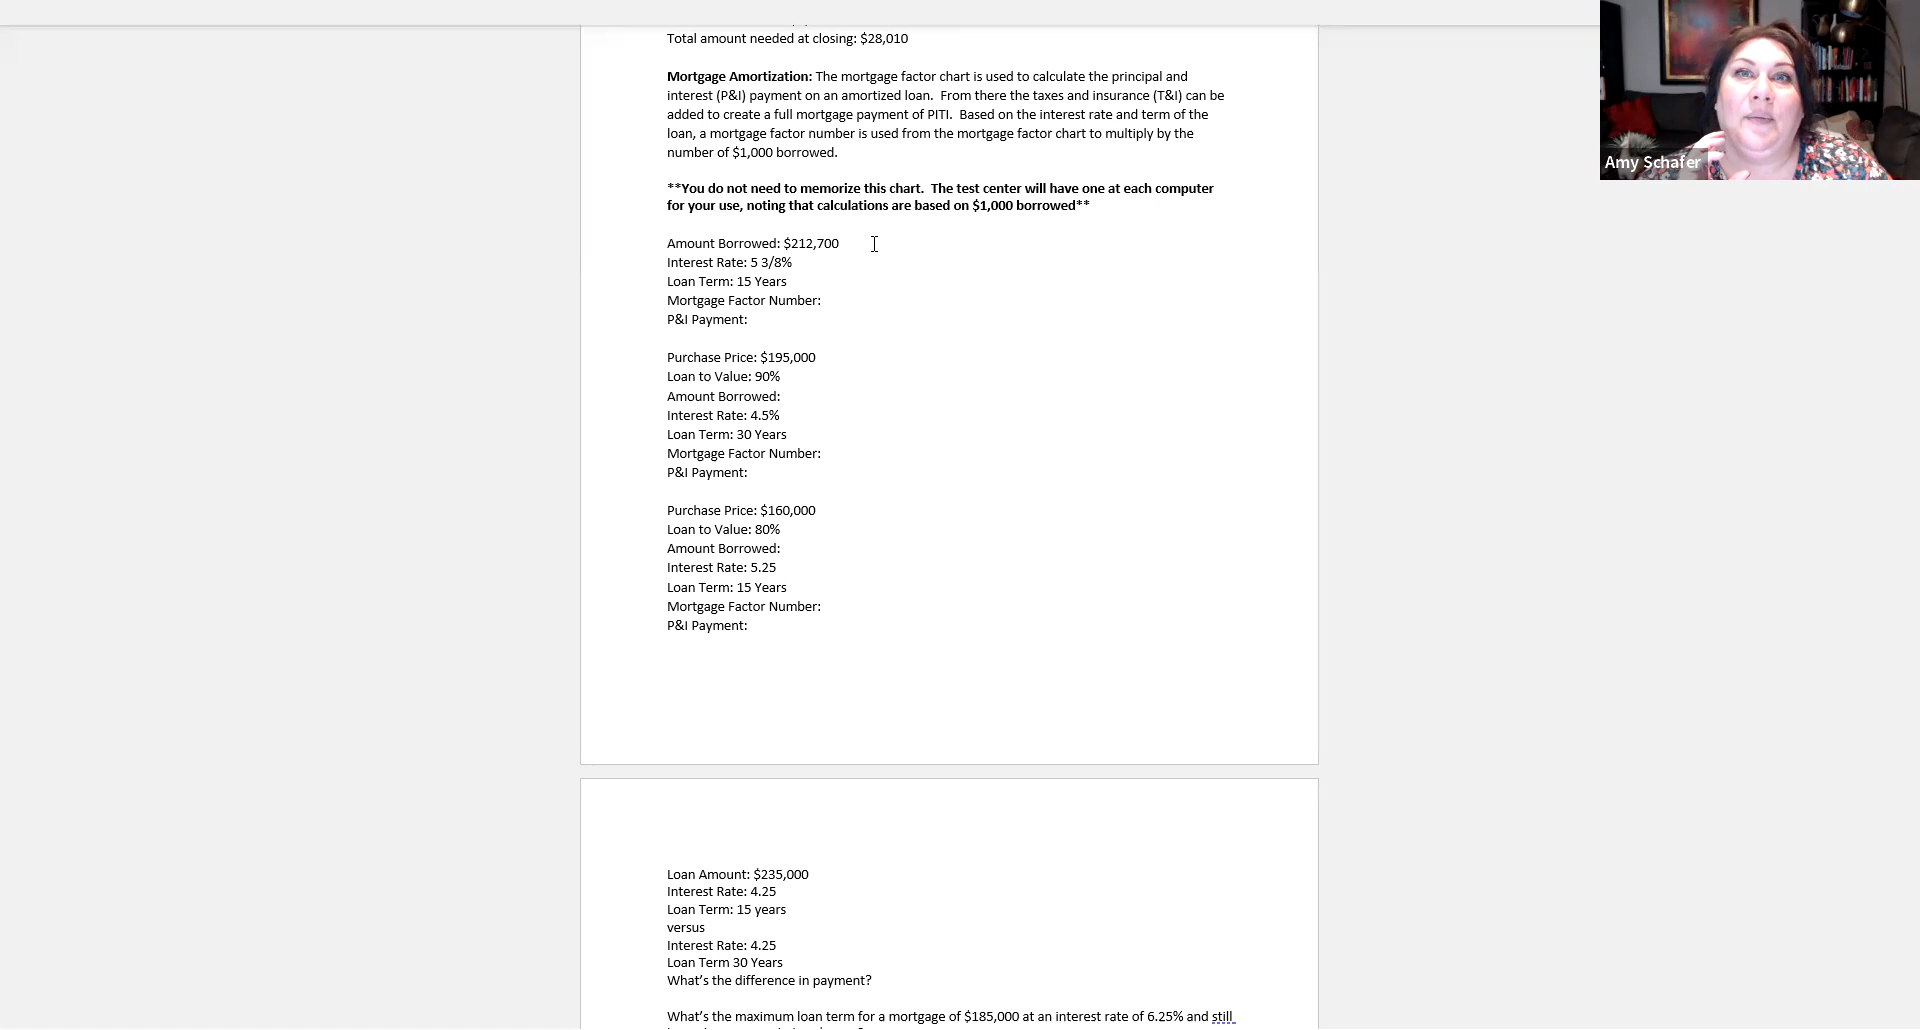 Total amount needed at closing: $28,010
Mortgage Amortization: The mortgage factor chart is used to calculate the principal and
interest (P&I) payment on an amortized loan.  From there the taxes and insurance (T&I) can be
added to create a full mortgage payment of PITI.  Based on the interest rate and term of the
loan, a mortgage factor number is used from the mortgage factor chart to multiply by the
number of $1,000 borrowed.
**You do not need to memorize this chart.  The test center will have one at each computer
for your use, noting that calculations are based on $1,000 borrowed**
Amount Borrowed: $212,700
Interest Rate: 5 3/8%
Loan Term: 15 Years
Mortgage Factor Number:
P&I Payment:
Purchase Price: $195,000
Loan to Value: 90%
Amount Borrowed:
Interest Rate: 4.5%
Loan Term: 30 Years
Mortgage Factor Number:
P&I Payment:
Purchase Price: $160,000
Loan to Value: 80%
Amount Borrowed:
Interest Rate: 5.25
Loan Term: 15 Years
Mortgage Factor Number:
P&I Payment:
Loan Amount: $235,000
Interest Rate: 4.25
Loan Term: 15 years
versus
Interest Rate: 4.25
Loan Term 30 Years
What’s the difference in payment?
What’s the maximum loan term for a mortgage of $185,000 at an interest rate of 6.25% and still
Amy Schafer